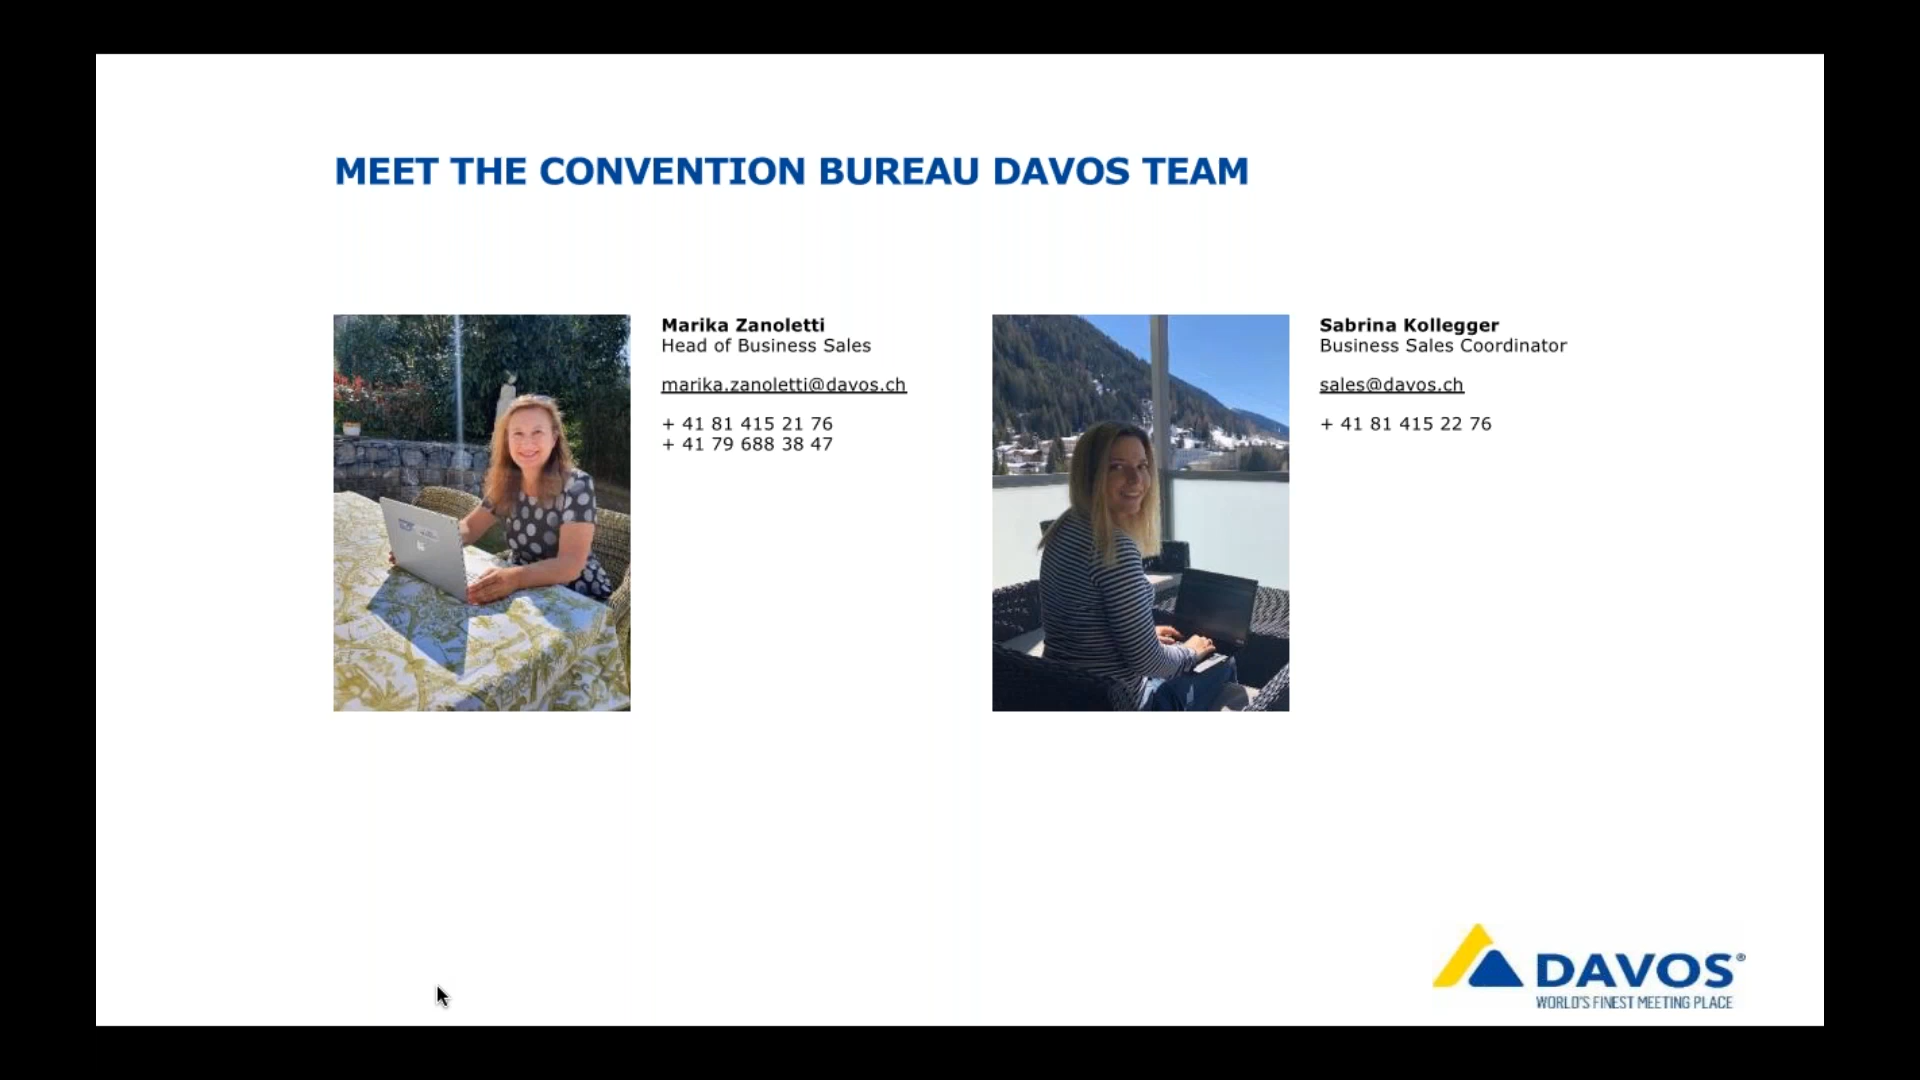 MEET THE CONVENTION BUREAU DAVOS TEAM
Marika Zanoletti
Head of Business Sales
marika.zanoletti@davos.ch
+ 41 81 415 21 76
+ 41 79 688 38 47
Sabrina Kollegger
Business Sales Coordinator
sales@davos.ch
+ 41 81 415 22 76
DAVOS®
WORLD'S FINEST MEETING PLACE